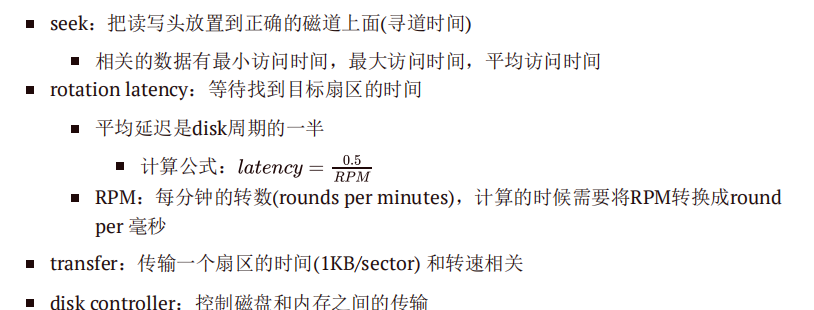 seek：把读写头放置到正确的磁道上面(寻道时间)
相关的数据有最小访问时间，最大访问时间，平均访问时间
rotation latency：等待找到目标扇区的时间
平均延迟是disk周期的一半
计算公式：latency = 0.5/RPM
RPM：每分钟的转数(rounds per minutes)，计算的时候需要将RPM转换成round
per 毫秒
transfer：传输一个扇区的时间(1KB/sector) 和转速相关
disk controller：控制磁盘和内存之间的传输